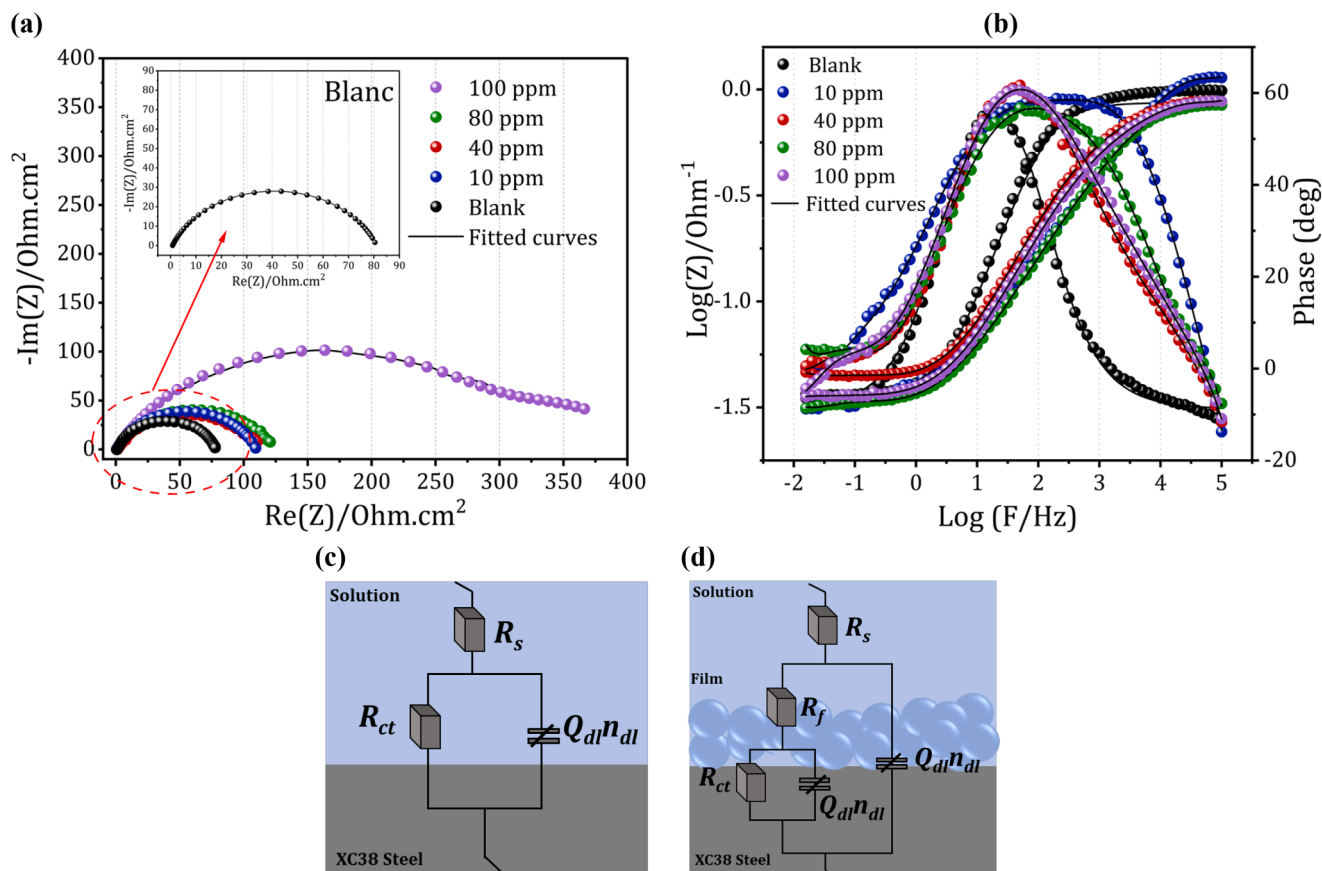 (a)
400
350
300
250
200
150
100
50
0
-Im(Z)/Ohm.cm²
0 50 100 150 200 250 300 350 400
Re(Z)/Ohm.cm²
90
80
70
60
50
40
30
20
10
0
-Im(Z)/Ohm.cm²
0 10 20 30 40 50 60 70 80 90
Re(Z)/Ohm.cm²
Blanc
100 ppm
80 ppm
40 ppm
10 ppm
Blank
Fitted curves
(b)
Blank
10 ppm
40 ppm
80 ppm
100 ppm
Fitted curves
0.0
-0.5
-1.0
-1.5
Log(Z)/Ohm⁻¹
-2 -1 0 1 2 3 4 5
Log (F/Hz)
60
40
20
0
-20
Phase (deg)
(c)
Solution
Rs
Rct
Qdlndl
XC38 Steel
(d)
Solution
Rs
Film
Rf
Rct
Qdlndl
Qdlndl
XC38 Steel